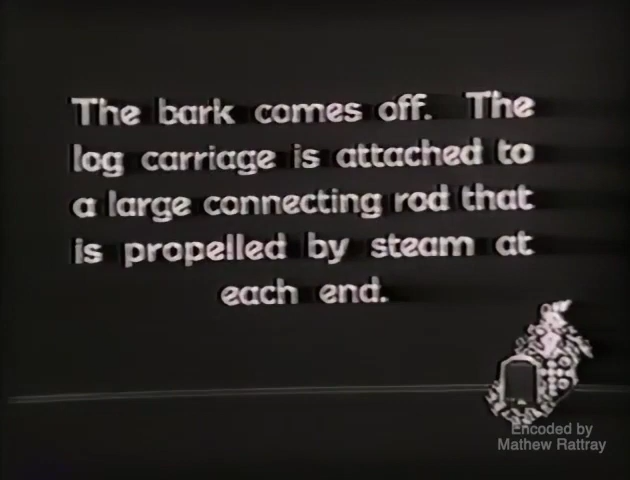 The bark comes off. The
log carriage is attached to
a large connecting rod that
is propelled by steam at
each end.
Encoded by
Mathew Rattray